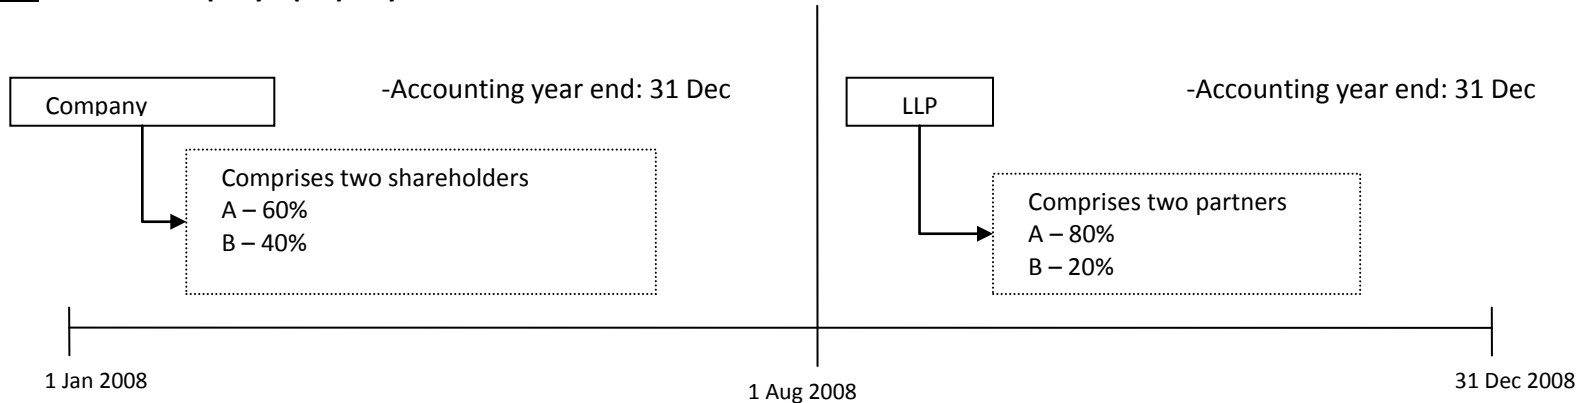 Company
-Accounting year end: 31 Dec
LLP
-Accounting year end: 31 Dec
Comprises two shareholders
A – 60%
B – 40%
Comprises two partners
A – 80%
B – 20%
1 Jan 2008
1 Aug 2008
31 Dec 2008